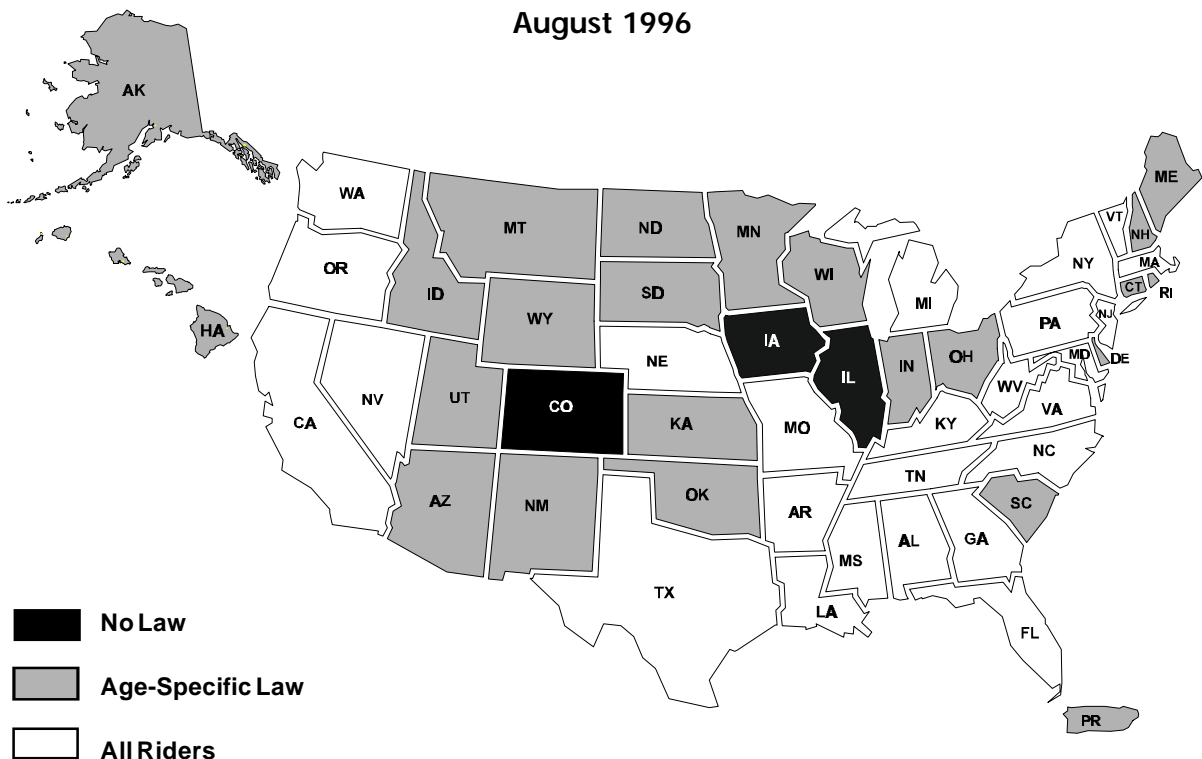 August 1996
AK
ME
WA
VT
MT
ND
MN
NH
MA
NY
OR
WI
CT
RI
ID
SD
MI
NJ
WY
PA
HA
IA
OH
NE
IN
MD
DE
IL
WV
UT
CO
NV
VA
CA
KA
KY
MO
NC
TN
OK
AZ
SC
NM
AR
GA
AL
MS
TX
LA
No Law
FL
Age-Specific Law
PR
All Riders